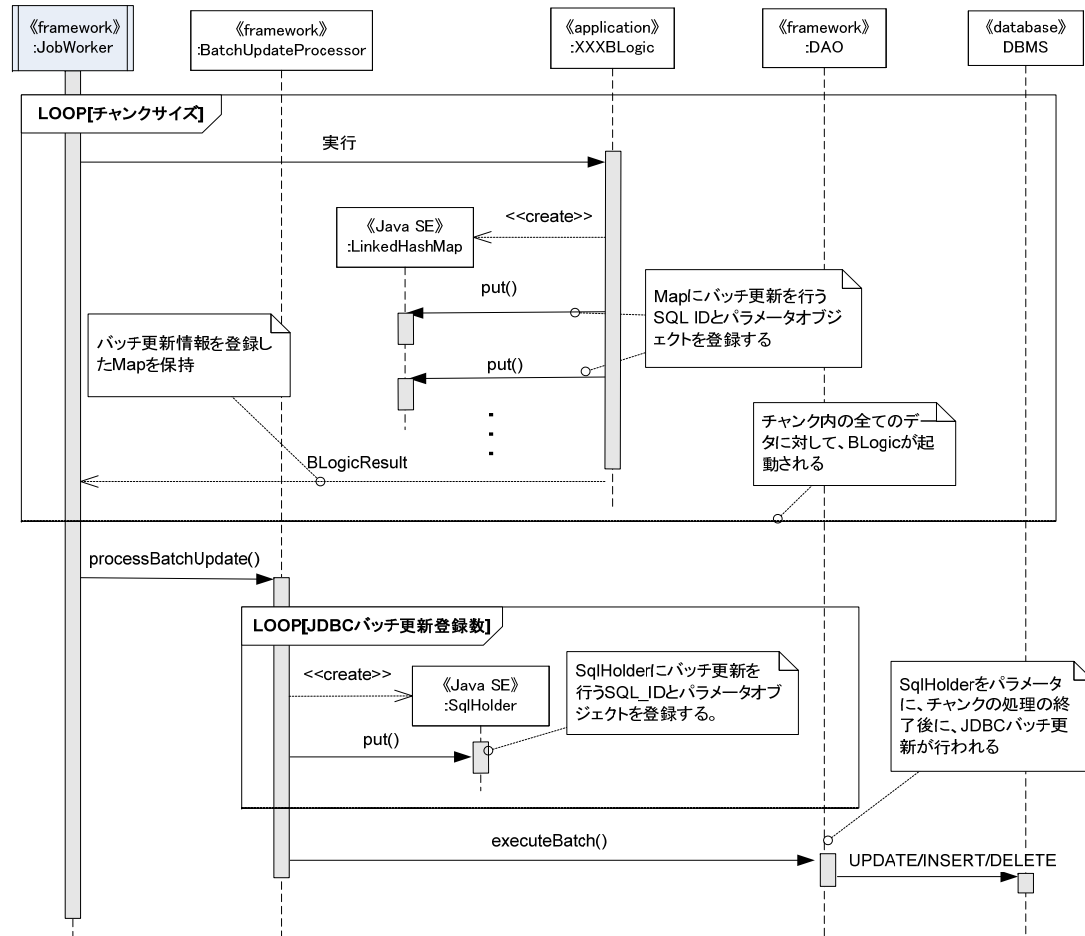 《framework》
:JobWorker
《framework》
:BatchUpdateProcessor
《application》
:XXXBLogic
《framework》
:DAO
《database》
DBMS
LOOP[チャンクサイズ]
実行
<<create>>
《Java SE》
:LinkedHashMap
put()
Mapにバッチ更新を行う
SQL IDとパラメータオブジ
ェクトを登録する
バッチ更新情報を登録し
たMapを保持
put()
チャンク内の全てのデー
タに対して、BLogicが起
動される
BLogicResult
processBatchUpdate()
LOOP[JDBCバッチ更新登録数]
<<create>>
《Java SE》
:SqlHolder
SqlHolderにバッチ更新を
行うSQL_IDとパラメータオブ
ジェクトを登録する。
put()
SqlHolderをパラメータ
に、チャンクの処理の終
了後に、JDBCバッチ更
新が行われる
executeBatch()
UPDATE/INSERT/DELETE